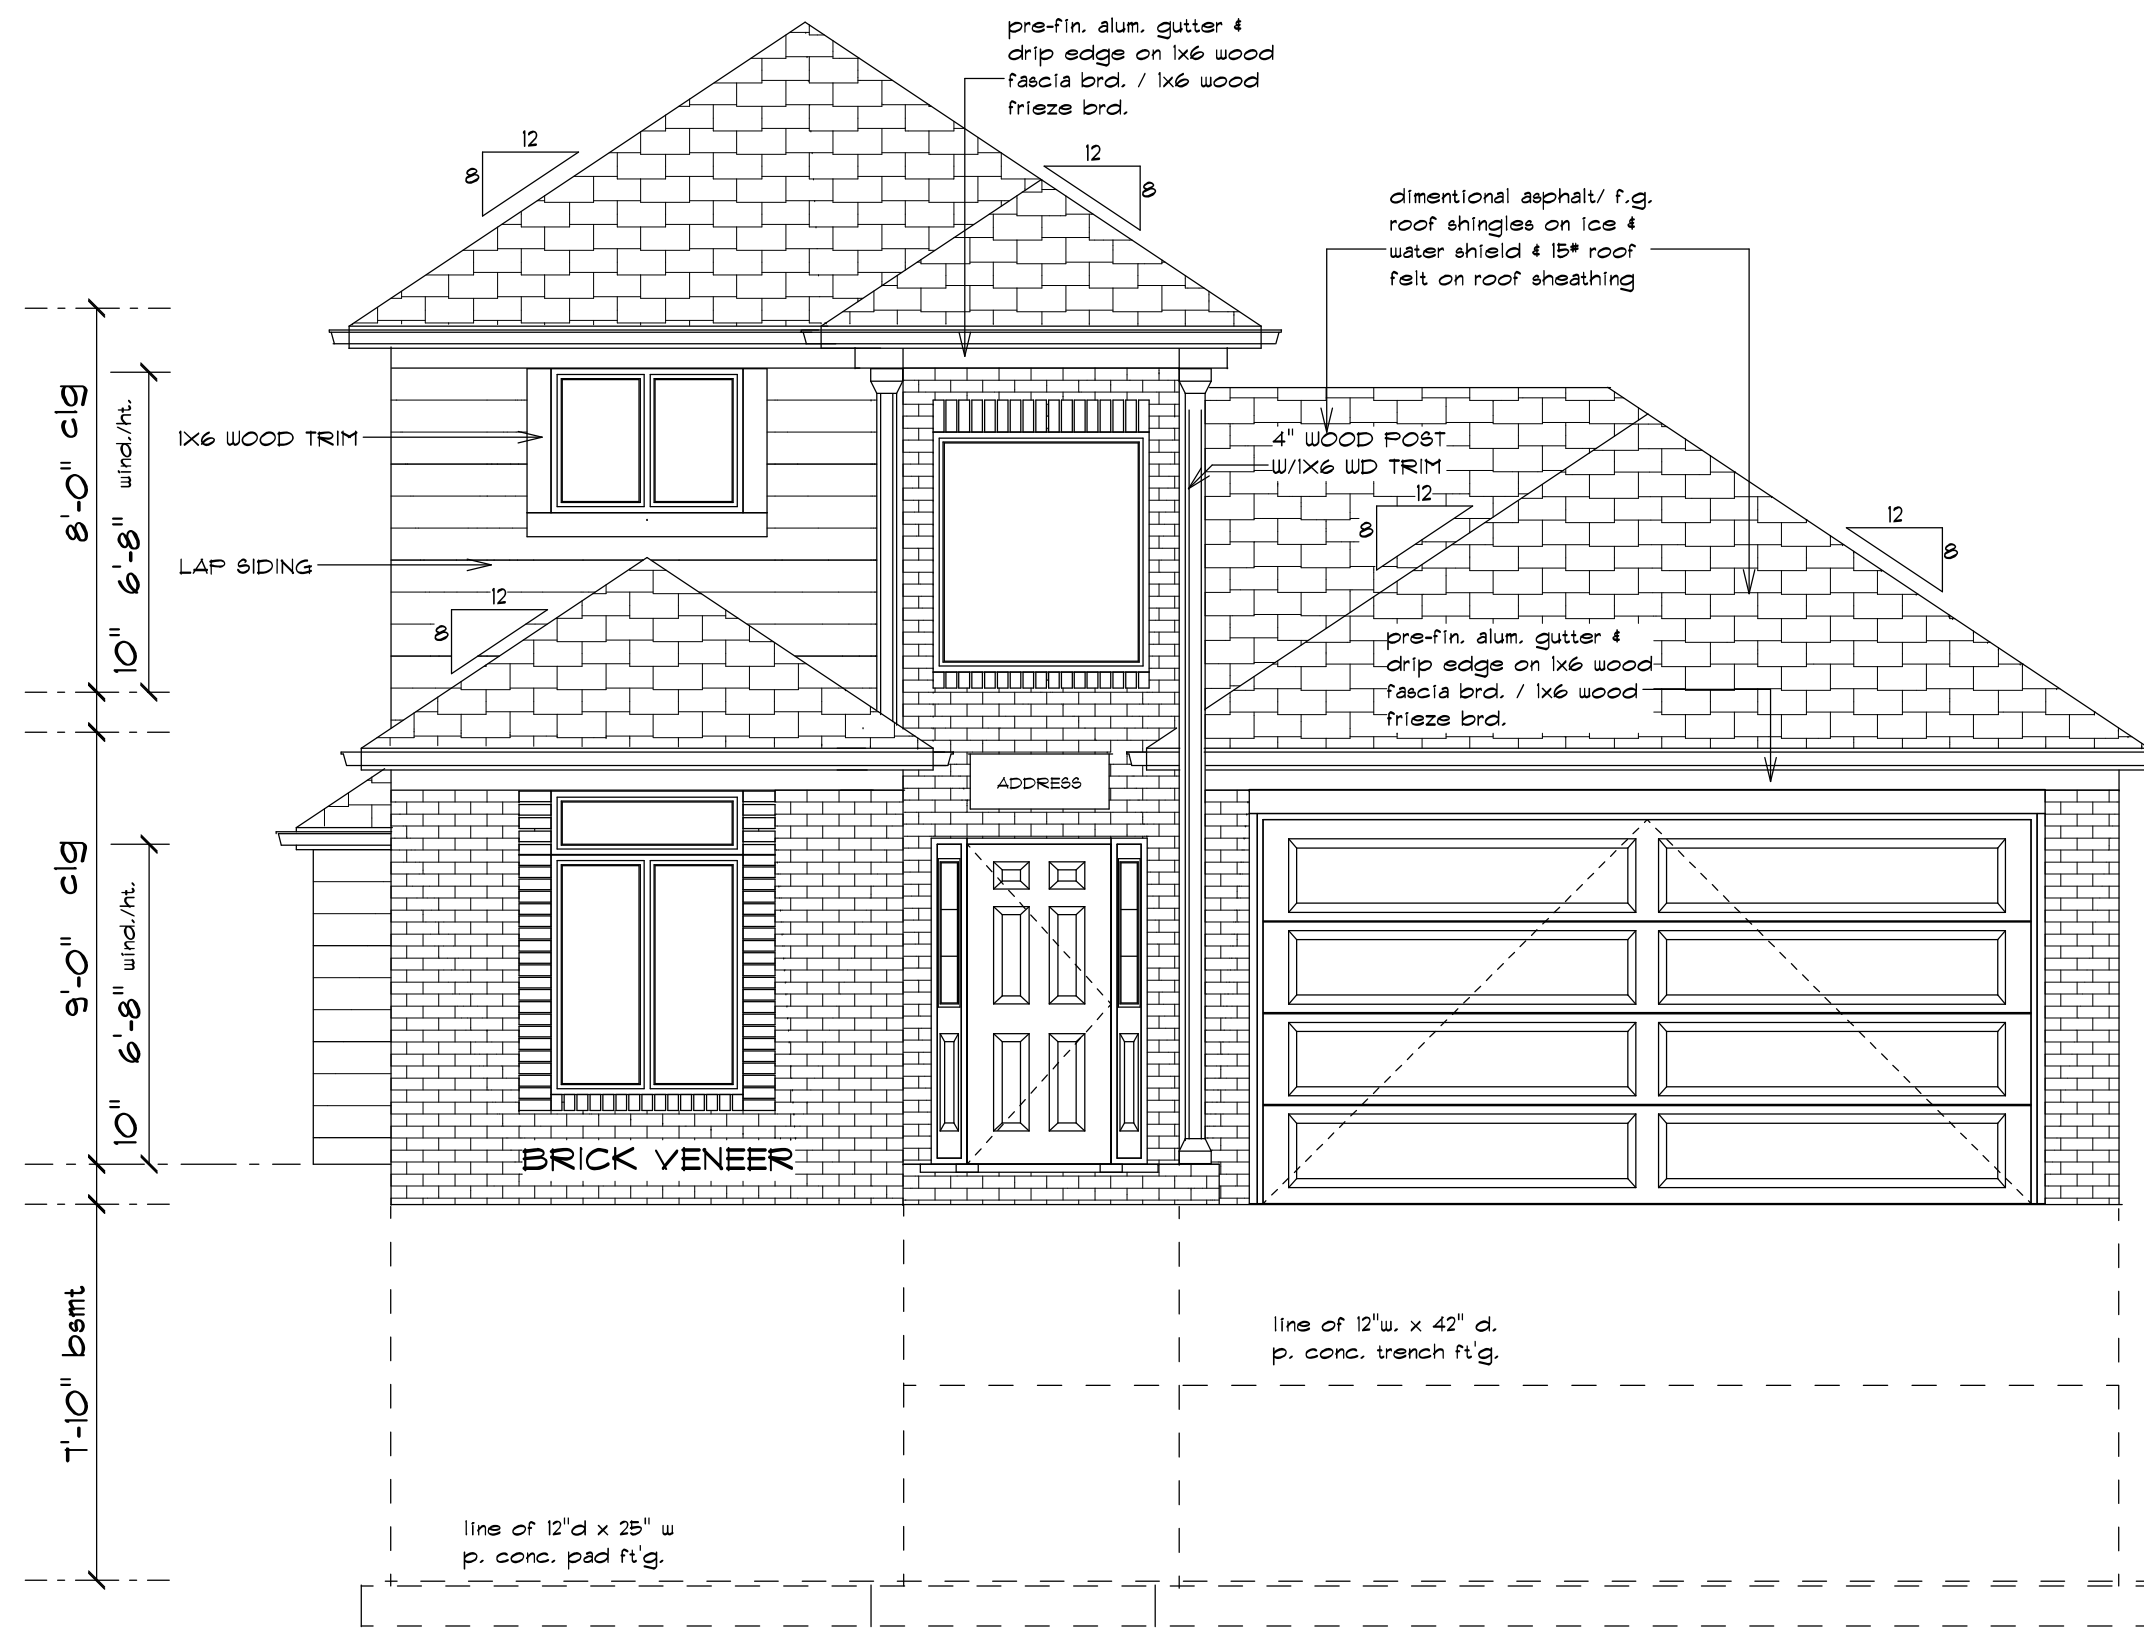 pre-fin. alum. gutter &
drip edge on 1x6 wood
fascia brd. / 1x6 wood
frieze brd.
12
8
12
8
dimentional asphalt/ f.g.
roof shingles on ice &
water shield & 15# roof
felt on roof sheathing
8'-0" clg
6'-8" wind./ht.
10"
1X6 WOOD TRIM
4" WOOD POST
W/1X6 WD TRIM
12
8
12
8
LAP SIDING
12
8
pre-fin. alum. gutter &
drip edge on 1x6 wood
fascia brd. / 1x6 wood
frieze brd.
ADDRESS
9'-0" clg
6'-8" wind./ht.
10"
BRICK VENEER
7'-10" bsmt
line of 12"w. x 42" d.
p. conc. trench ft'g.
line of 12"d x 25" w
p. conc. pad ft'g.